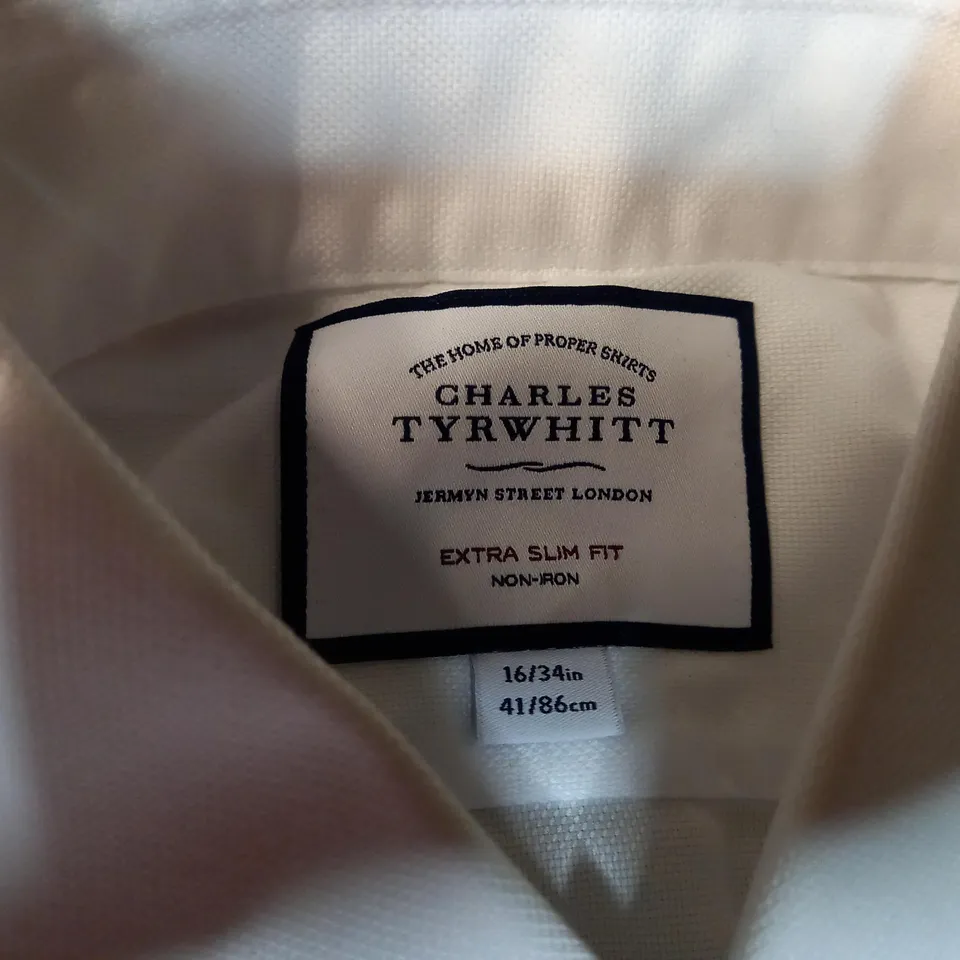 THE HOME OF PROPER SHIRTS
CHARLES
TYRWHITT
JERMYN STREET LONDON
EXTRA SLIM FIT
NON-IRON
16/34in
41/86cm